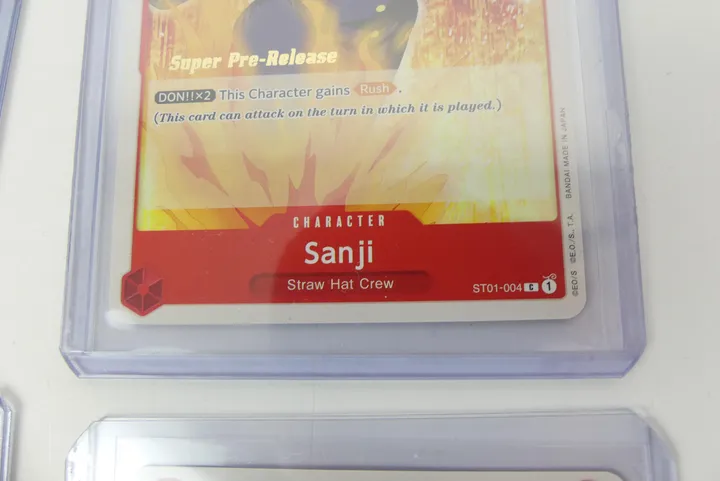 Super Pre-Release
DON!!×2 This Character gains Rush.
(This card can attack on the turn in which it is played.)
CHARACTER
Sanji
Straw Hat Crew
ST01-004 C 1
©EO/S ©E.O./S., T.A. BANDAI MADE IN JAPAN